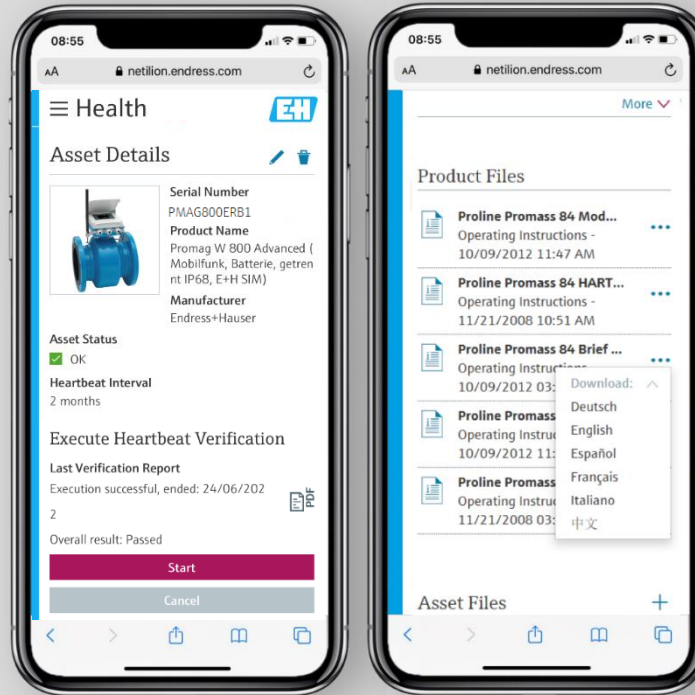 08:55
AA netilion.endress.com
Health
E+H
Asset Details
Serial Number
PMAG800ERB1
Product Name
Promag W 800 Advanced (
Mobilfunk, Batterie, getren
nt IP68, E+H SIM)
Manufacturer
Endress+Hauser
Asset Status
OK
Heartbeat Interval
2 months
Execute Heartbeat Verification
Last Verification Report
Execution successful, ended: 24/06/202
2
PDF
Overall result: Passed
Start
Cancel
08:55
AA netilion.endress.com
More
Product Files
Proline Promass 84 Mod...
Operating Instructions -
10/09/2012 11:47 AM
Proline Promass 84 HART...
Operating Instructions -
11/21/2008 10:51 AM
Proline Promass 84 Brief ...
Operating Instructions
10/09/2012 03:
Download:
Deutsch
English
Español
Français
Italiano
中文
Proline Promass
Operating Instruc
10/09/2012 11:
Proline Promass
Operating Instruc
11/21/2008 03:
Asset Files